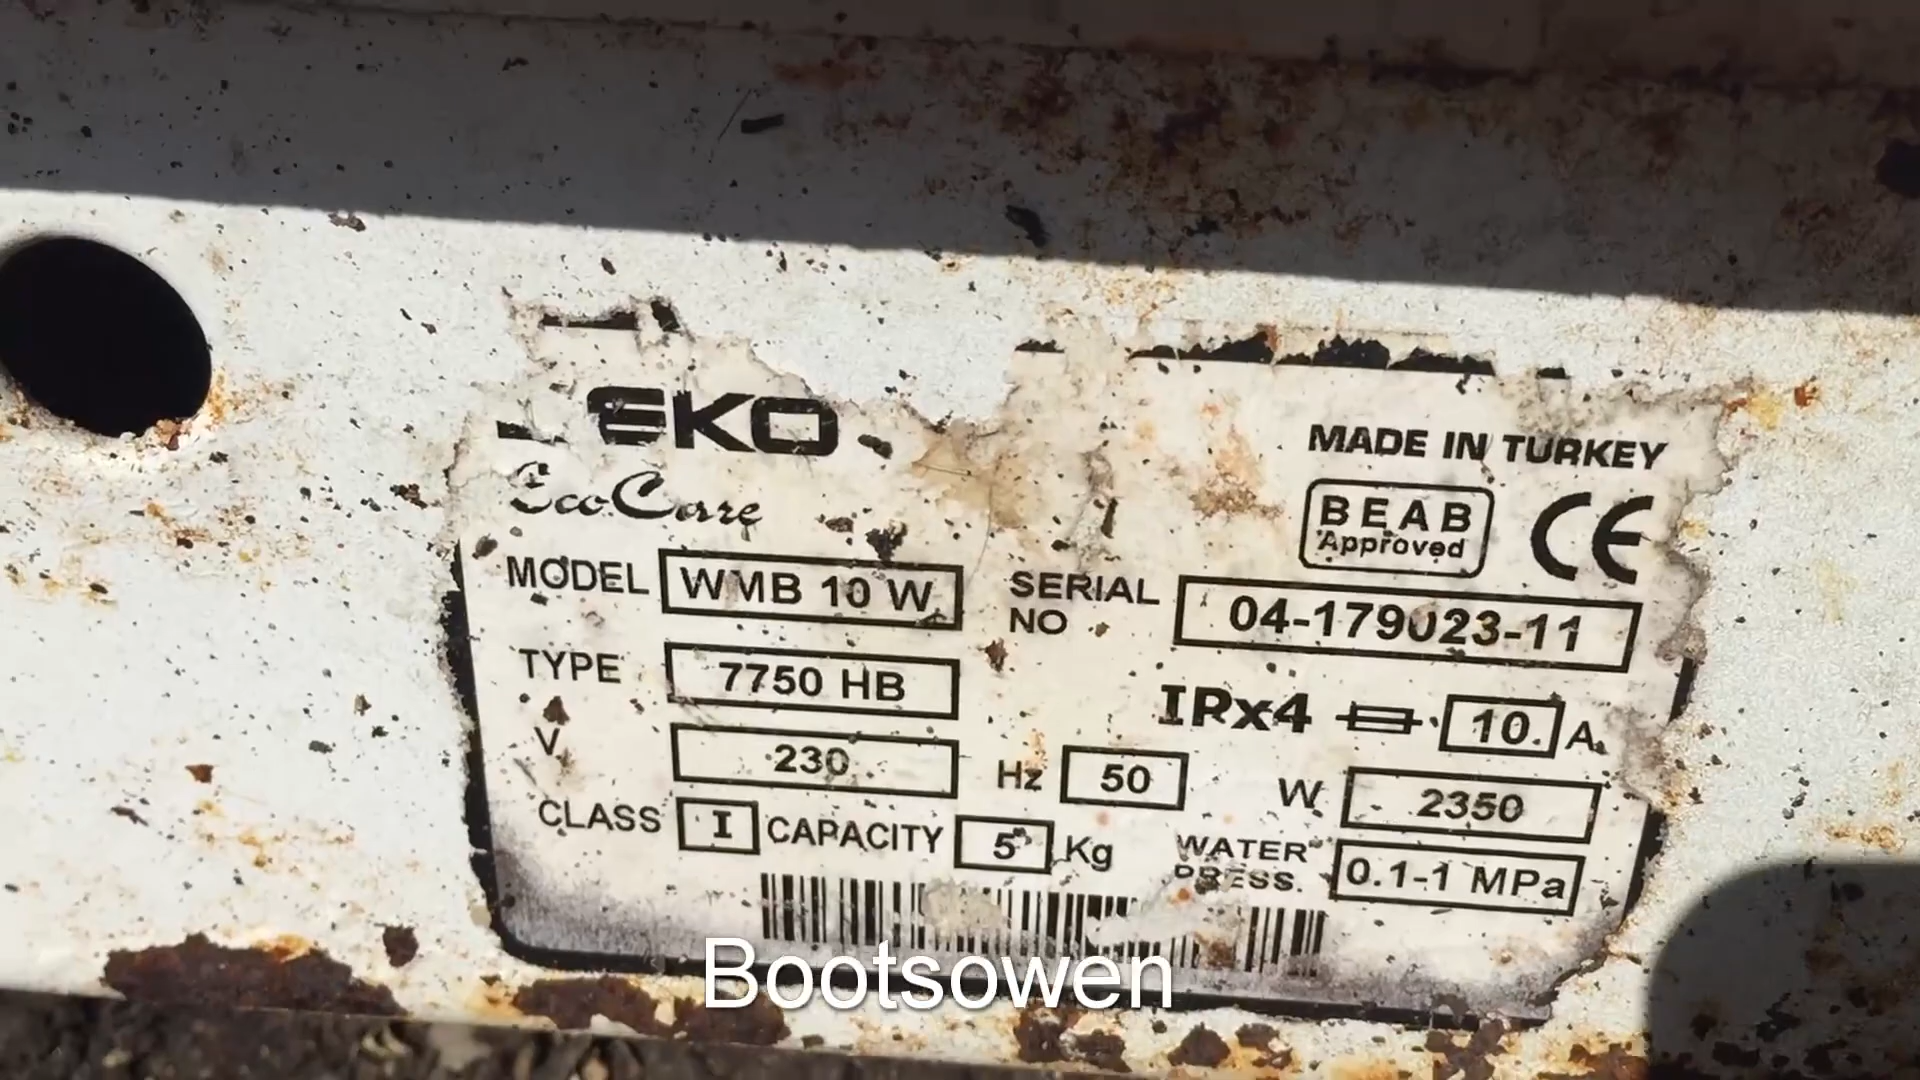 EKO
EcoCare
MADE IN TURKEY
BEAB
Approved
CE
MODEL WMB 10 W
SERIAL NO 04-179023-11
TYPE 7750 HB
IPx4 10 A
V 230 Hz 50 W 2350
CLASS I CAPACITY 5 Kg
WATER PRESS. 0.1-1 MPa
Bootsowen